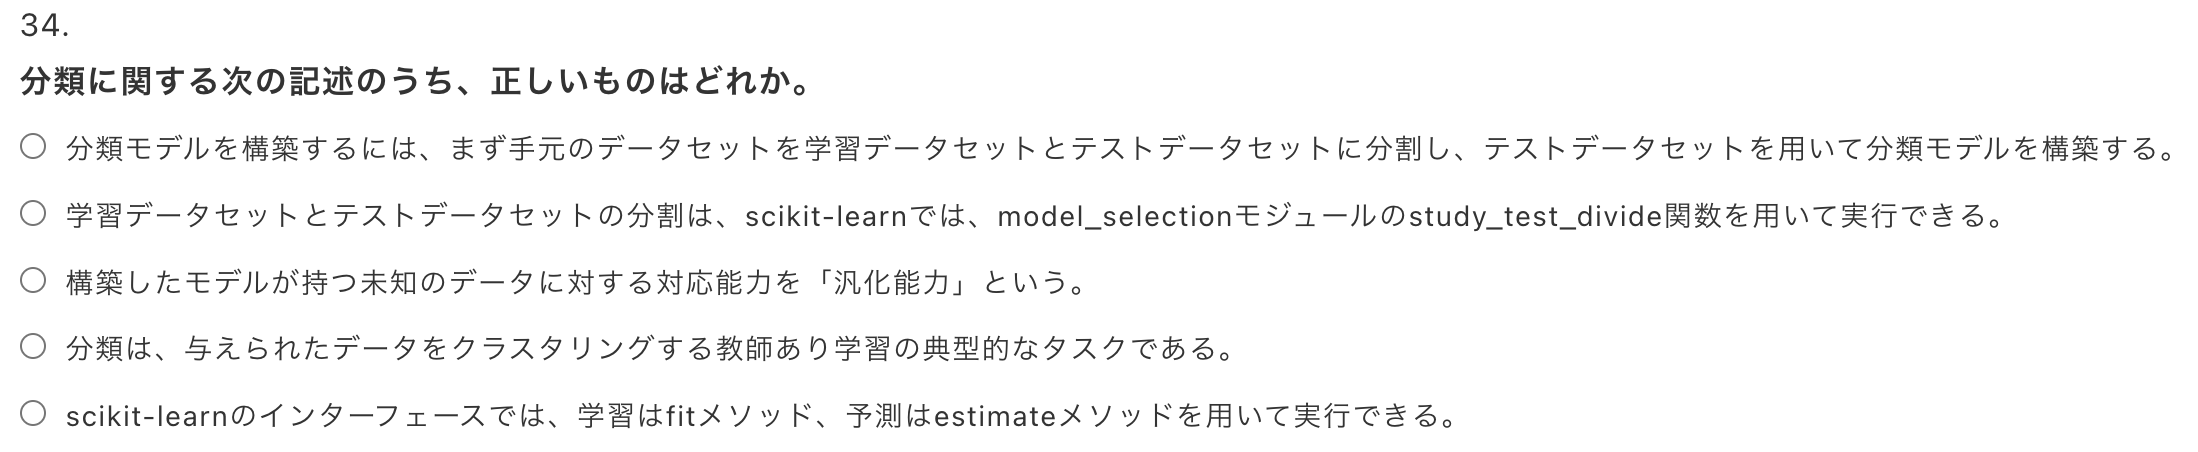 34.
分類に関する次の記述のうち、正しいものはどれか。
分類モデルを構築するには、まず手元のデータセットを学習データセットとテストデータセットに分割し、テストデータセットを用いて分類モデルを構築する。
学習データセットとテストデータセットの分割は、scikit-learnでは、model_selectionモジュールのstudy_test_divide関数を用いて実行できる。
構築したモデルが持つ未知のデータに対する対応能力を「汎化能力」という。
分類は、与えられたデータをクラスタリングする教師あり学習の典型的なタスクである。
scikit-learnのインターフェースでは、学習はfitメソッド、予測はestimateメソッドを用いて実行できる。